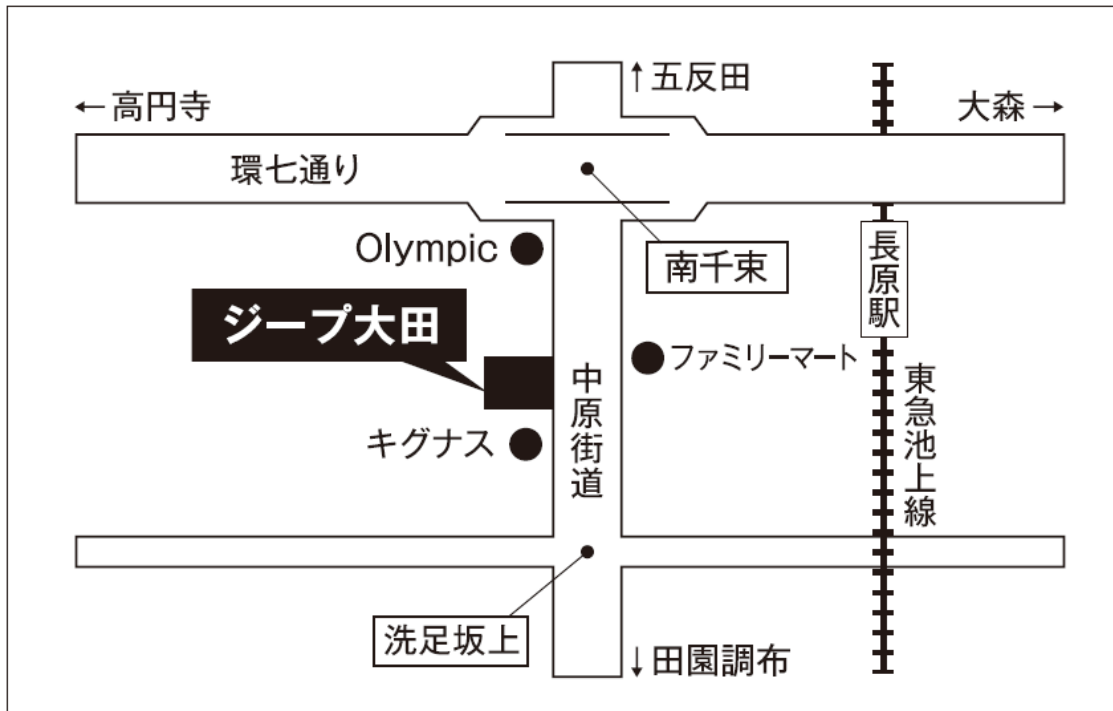 ↑五反田
←高円寺
大森→
環七通り
Olympic
南千束
長原駅
ジープ大田
ファミリーマート
中原街道
東急池上線
キグナス
洗足坂上
↓田園調布